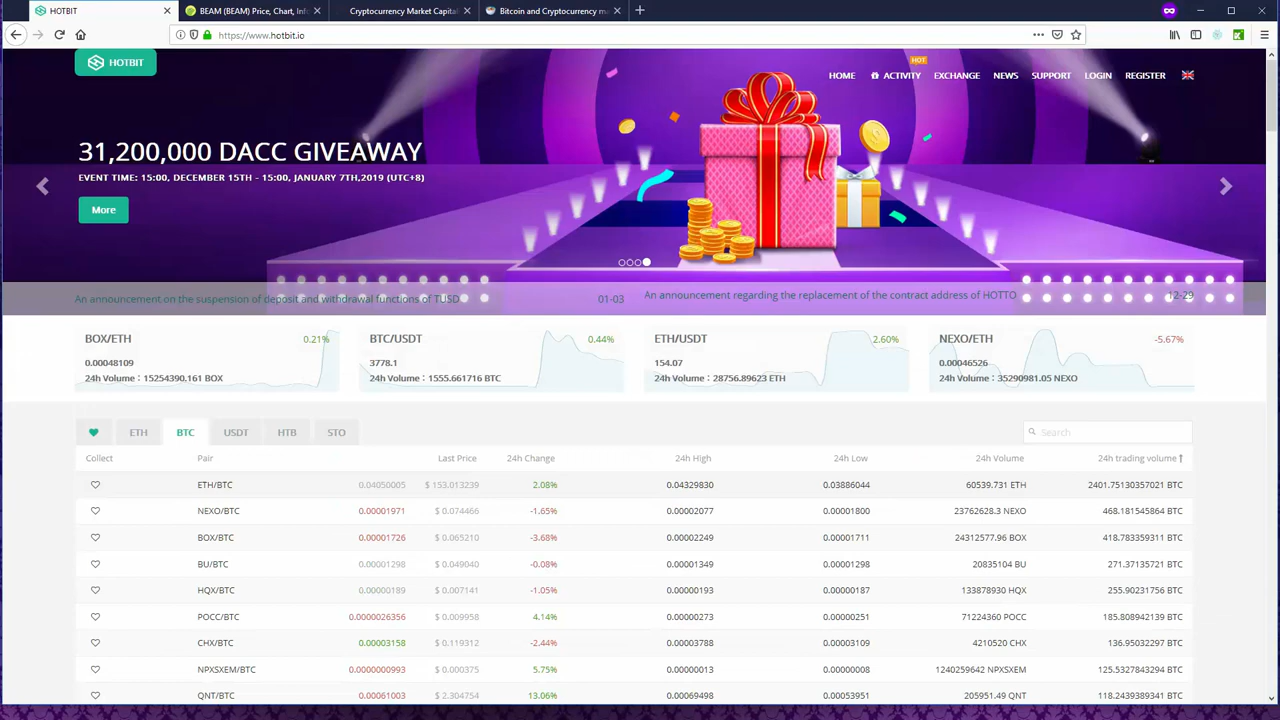 HOTBIT
BEAM (BEAM) Price, Chart, Inf
Cryptocurrency Market Capital
Bitcoin and Cryptocurrency m
https://www.hotbit.io
HOTBIT
HOT
HOME ACTIVITY EXCHANGE NEWS SUPPORT LOGIN REGISTER
31,200,000 DACC GIVEAWAY
EVENT TIME: 15:00, DECEMBER 15TH - 15:00, JANUARY 7TH,2019 (UTC+8)
More
An announcement on the suspension of deposit and withdrawal functions of TUSD 01-03 An announcement regarding the replacement of the contract address of HOTTO 12-29
BOX/ETH 0.21% BTC/USDT 0.44% ETH/USDT 2.60% NEXO/ETH -5.67%
0.00048109 3778.1 154.07 0.00046526
24h Volume：15254390.161 BOX 24h Volume：1555.661716 BTC 24h Volume：28756.89623 ETH 24h Volume：35290981.05 NEXO
ETH BTC USDT HTB STO Search
Collect Pair Last Price 24h Change 24h High 24h Low 24h Volume 24h trading volume
ETH/BTC 0.04050005 $ 153.013239 2.08% 0.04329830 0.03886044 60539.731 ETH 2401.75130357021 BTC
NEXO/BTC 0.00001971 $ 0.074466 -1.65% 0.00002077 0.00001800 23762628.3 NEXO 468.181545864 BTC
BOX/BTC 0.00001726 $ 0.065210 -3.68% 0.00002249 0.00001711 24312577.96 BOX 418.783359311 BTC
BU/BTC 0.00001298 $ 0.049040 -0.08% 0.00001349 0.00001298 20835104 BU 271.37135721 BTC
HQX/BTC 0.00000189 $ 0.007141 -1.05% 0.00000193 0.00000187 133878930 HQX 255.90231756 BTC
POCC/BTC 0.0000026356 $ 0.009958 4.14% 0.00000273 0.00000251 71224360 POCC 185.808942139 BTC
CHX/BTC 0.00003158 $ 0.119312 -2.44% 0.00003788 0.00003109 4210520 CHX 136.95032297 BTC
NPXSXEM/BTC 0.0000000993 $ 0.000375 5.75% 0.00000013 0.00000008 1240259642 NPXSXEM 125.5327843294 BTC
QNT/BTC 0.00061003 $ 2.304754 13.06% 0.00069498 0.00053951 205951.49 QNT 118.2439389341 BTC